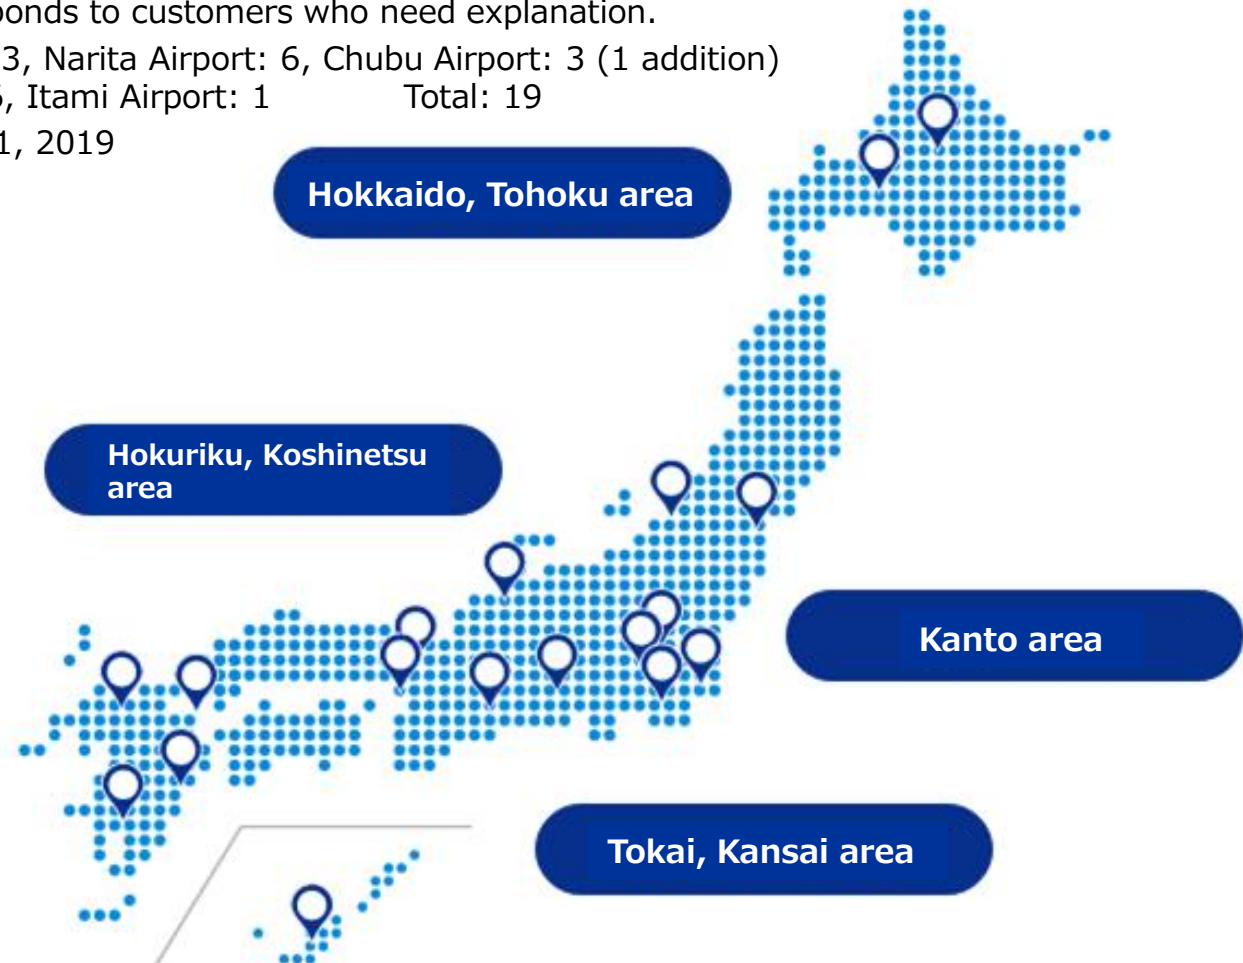 onds to customers who need explanation.
3, Narita Airport: 6, Chubu Airport: 3 (1 addition)
, Itami Airport: 1 Total: 19
1, 2019
Hokkaido, Tohoku area
Hokuriku, Koshinetsu
area
Kanto area
Tokai, Kansai area